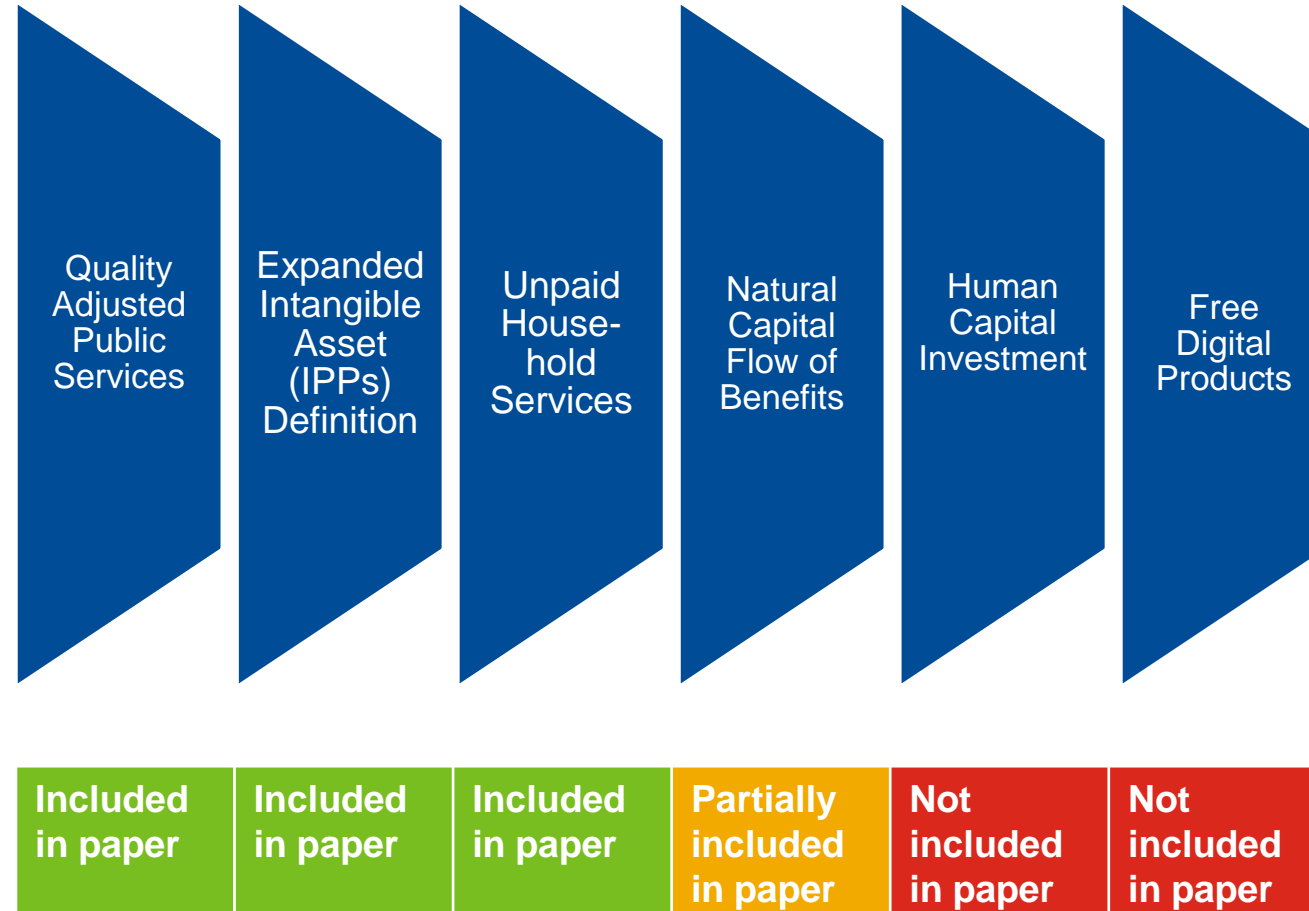 Quality
Adjusted
Public
Services
Expanded
Intangible
Asset
(IPPs)
Definition
Unpaid
House-
hold
Services
Natural
Capital
Flow of
Benefits
Human
Capital
Investment
Free
Digital
Products
Included
in paper
Included
in paper
Included
in paper
Partially
included
in paper
Not
included
in paper
Not
included
in paper